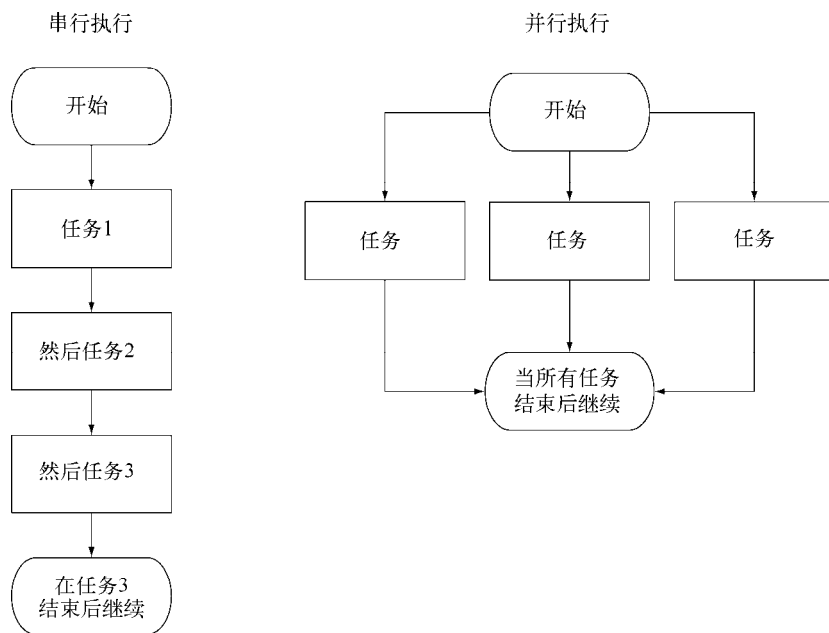 串行执行
开始
任务1
然后任务2
然后任务3
在任务3
结束后继续
并行执行
开始
任务
任务
任务
当所有任务
结束后继续